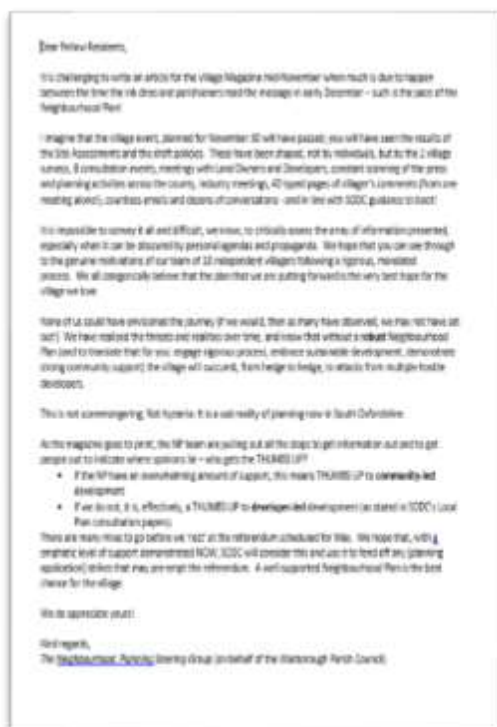 Dear Fellow Residents,
It is challenging to write an article for the Village Magazine mid-November when much is due to happen
between the time the ink dries and parishioners read the message in early December – such is the pace of the
Neighbourhood Plan!
I imagine that the village event, planned for November 30 will have passed; you will have seen the results of
the Site Assessments and the draft policies. These have been shaped, not by individuals, but by the 2 village
surveys, 8 consultation events, meetings with Land Owners and Developers, constant scanning of the press
and planning activities across the county, industry meetings, 40 typed pages of villager's comments (from one
meeting alone!), countless emails and dozens of conversations - and in line with SODC guidance to boot!
It is impossible to convey it all and difficult, we know, to critically assess the array of information presented,
especially when it can be obscured by personal agendas and propaganda. We hope that you can see through
to the genuine motivations of our team of 10 independent villagers following a rigorous, mandated
process. We all categorically believe that the plan that we are putting forward is the very best hope for the
village we love.
None of us could have envisioned the journey (if we would, then as many have observed, we may not have set
out!) We have realised the threats and realities over time, and know that without a robust Neighbourhood
Plan (and to translate that for you: engage rigorous process, embrace sustainable development, demonstrate
strong community support) the village will succumb, from hedge to hedge, to attacks from multiple hostile
developers.
This is not scaremongering. Not hysteria. It is a sad reality of planning now in South Oxfordshire.
As the magazine goes to print, the NP team are pulling out all the stops to get information out and to get
people out to indicate where opinions lie – who gets the THUMBS UP?
• If the NP have an overwhelming amount of support, this means THUMBS UP to community-led
development
• If we do not, it is, effectively, a THUMBS UP to developer-led development (as stated in SODC's Local
Plan consultation papers).
There are many miles to go before we 'rest' at the referendum scheduled for May. We hope that, with a
emphatic level of support demonstrated NOW, SODC will consider this and use it to fend off any (planning
application) strikes that may pre-empt the referendum. A well supported Neighbourhood Plan is the best
chance for the village.
We do appreciate yours!
Kind regards,
The Neighbourhood Planning Steering Group (on behalf of the Warborough Parish Council)